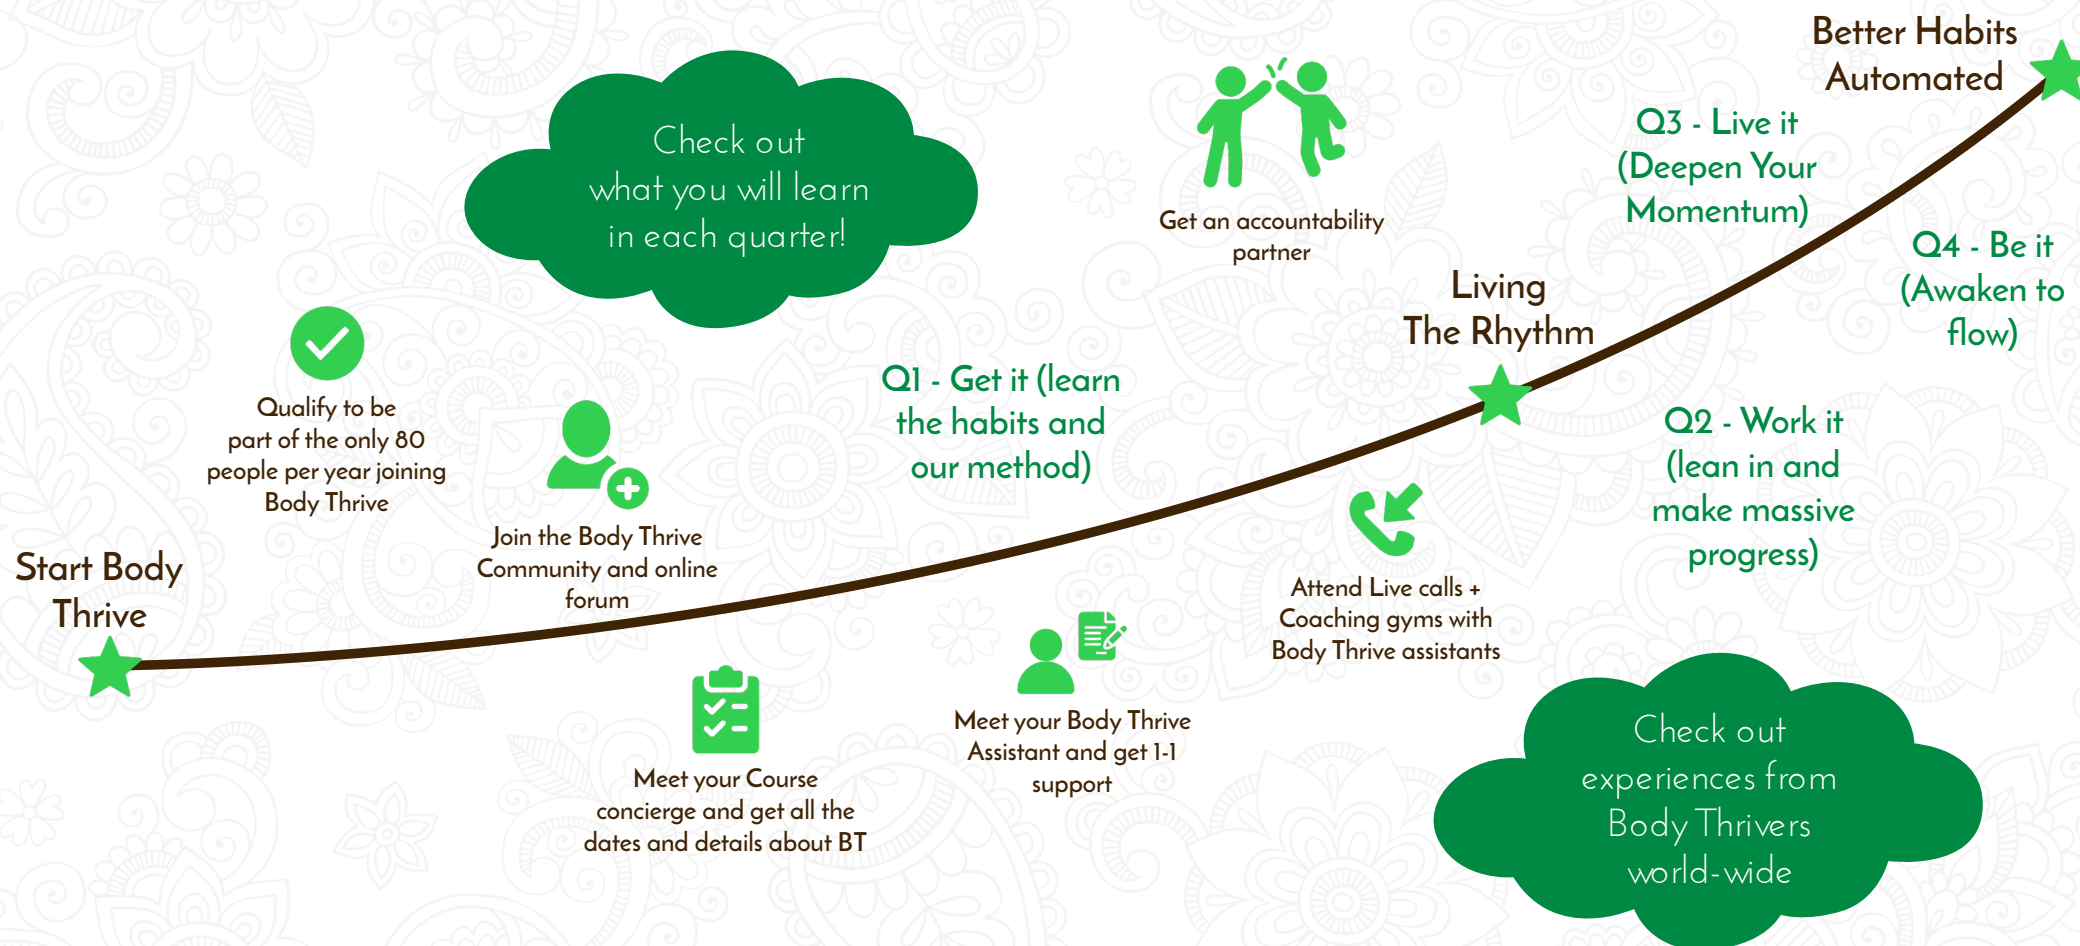 Better Habits
Automated
Check out
what you will learn
in each quarter!
Get an accountability
partner
Q3 - Live it
(Deepen Your
Momentum)
Q4 - Be it
(Awaken to
flow)
Living
The Rhythm
Qualify to be
part of the only 80
people per year joining
Body Thrive
Q1 - Get it (learn
the habits and
our method)
Q2 - Work it
(lean in and
make massive
progress)
Join the Body Thrive
Community and online
forum
Start Body
Thrive
Attend Live calls +
Coaching gyms with
Body Thrive assistants
Meet your Body Thrive
Assistant and get 1-1
support
Meet your Course
concierge and get all the
dates and details about BT
Check out
experiences from
Body Thrivers
world-wide